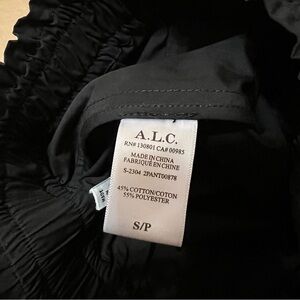 A.L.C.
RN# 130801 CA# 00985
MADE IN CHINA
FABRIQUÉ EN CHINE
S-2304 2PANT00878
45% COTTON/COTON
55% POLYESTER
S/P